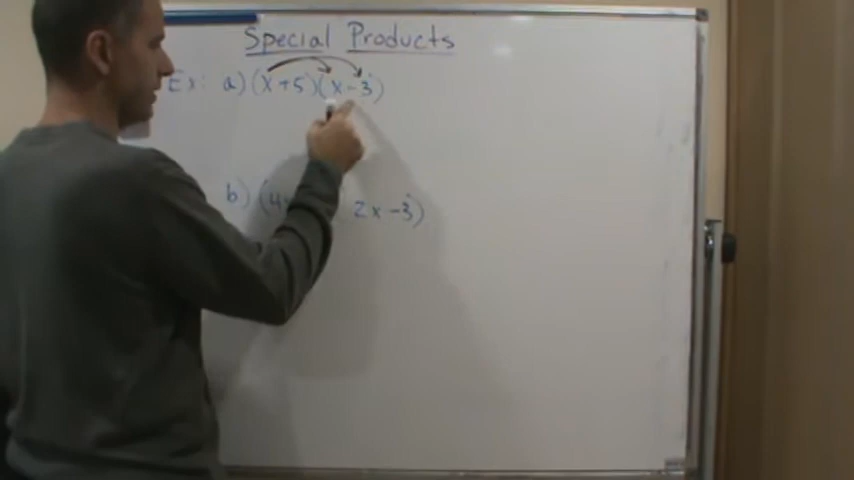 Special Products
Ex: a) (x+5)(x-3)
b) (4x 2x-3)